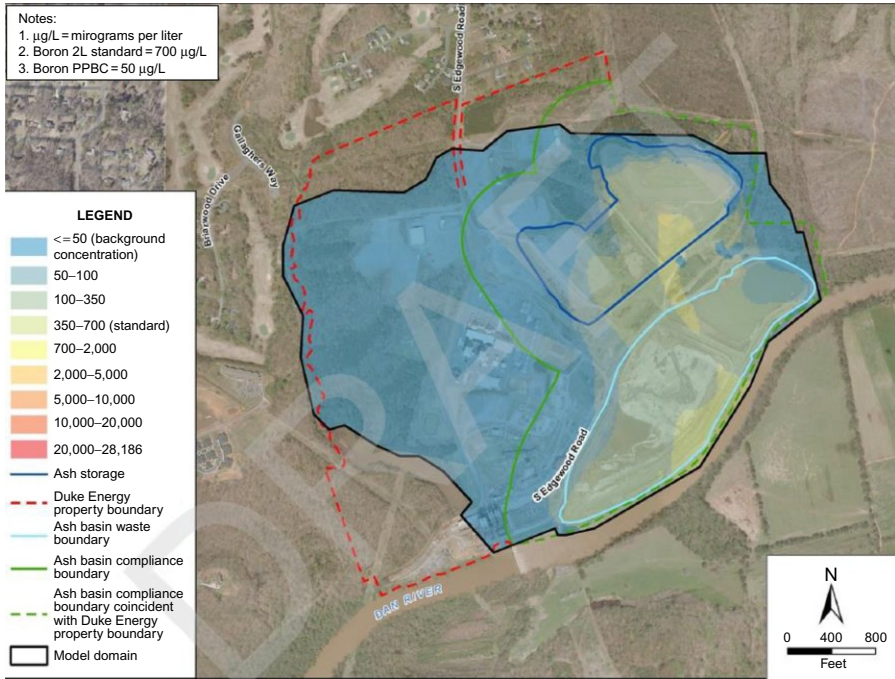 Notes:
1. µg/L = mirograms per liter
2. Boron 2L standard = 700 µg/L
3. Boron PPBC = 50 µg/L
S Edgewood Road
Gallaghers Way
Briarwood Drive
DRAFT
LEGEND
<=50 (background
concentration)
50–100
100–350
350–700 (standard)
700–2,000
2,000–5,000
5,000–10,000
10,000–20,000
20,000–28,186
Ash storage
Duke Energy
property boundary
Ash basin waste
boundary
Ash basin compliance
boundary
Ash basin compliance
boundary coincident
with Duke Energy
property boundary
Model domain
S Edgewood Road
DAN RIVER
N
0 400 800
Feet